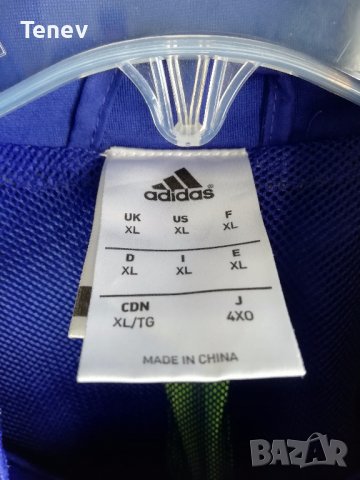 Tenev
adidas
UK US F
XL XL XL
D I E
XL XL XL
CDN J
XL/TG 4XO
MADE IN CHINA
BAZAR